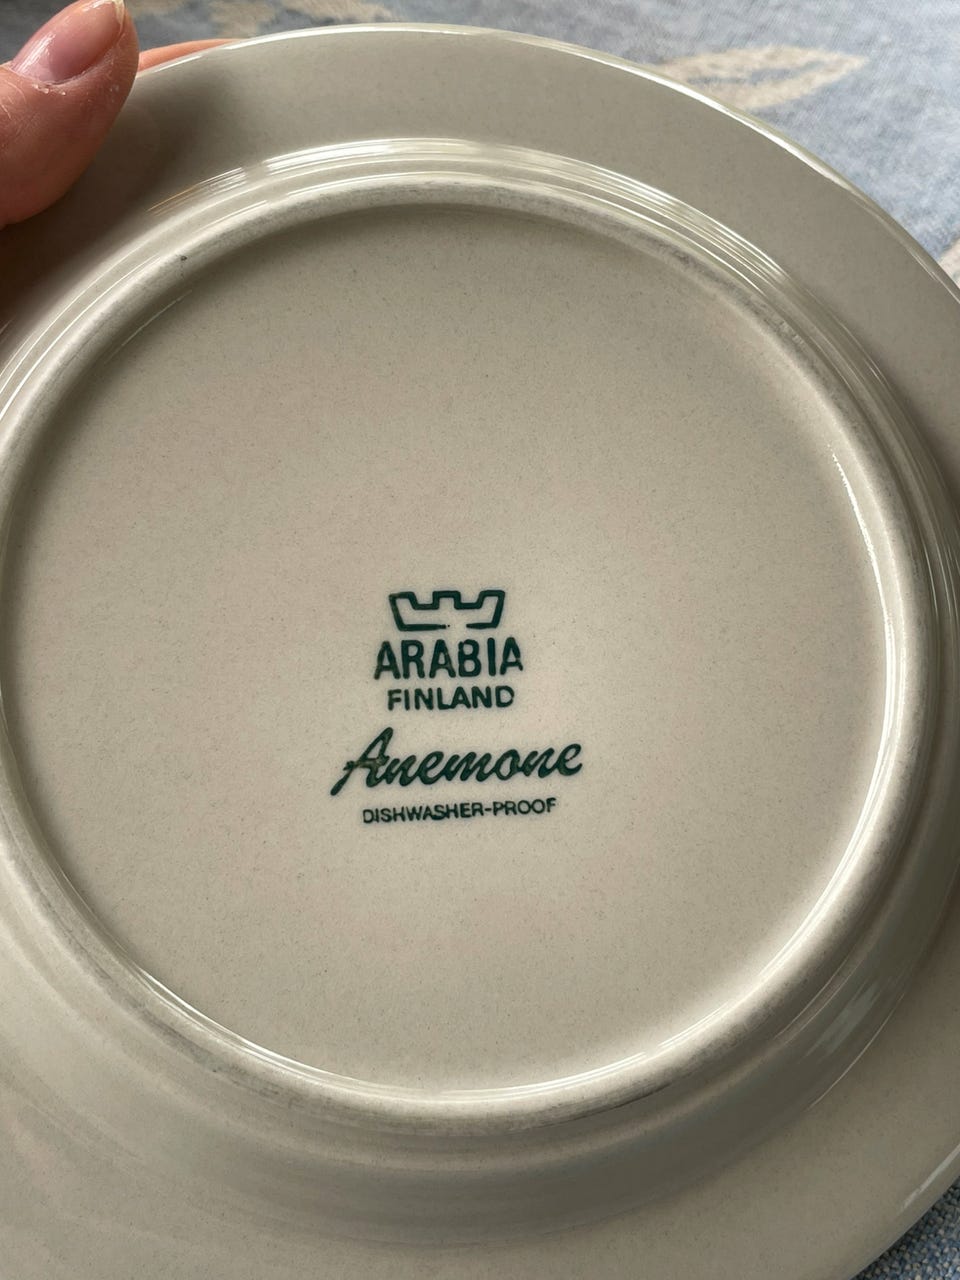 ARABIA
FINLAND
Anemone
DISHWASHER-PROOF